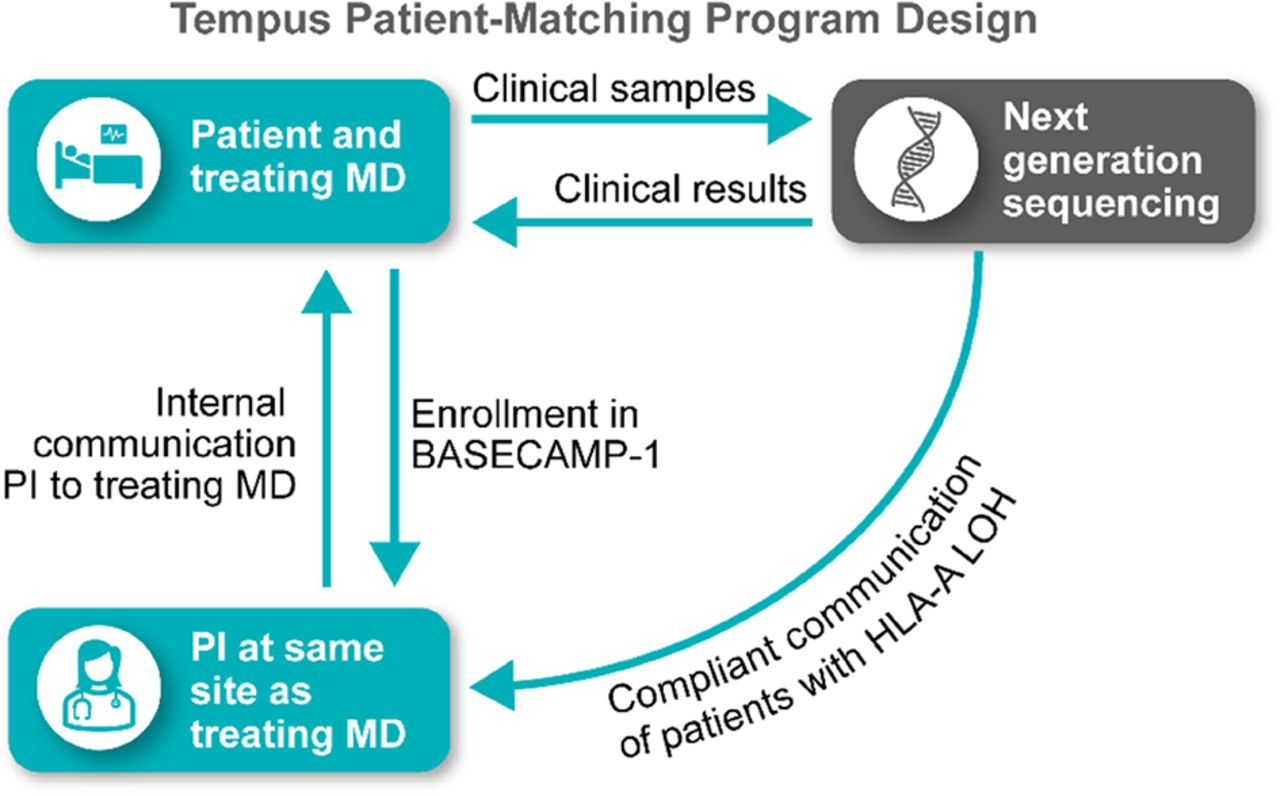 Tempus Patient-Matching Program Design
Patient and
treating MD
Clinical samples
Clinical results
Next
generation
sequencing
Internal
communication
PI to treating MD
Enrollment in
BASECAMP-1
Compliant communication
of patients with HLA-A LOH
PI at same
site as
treating MD